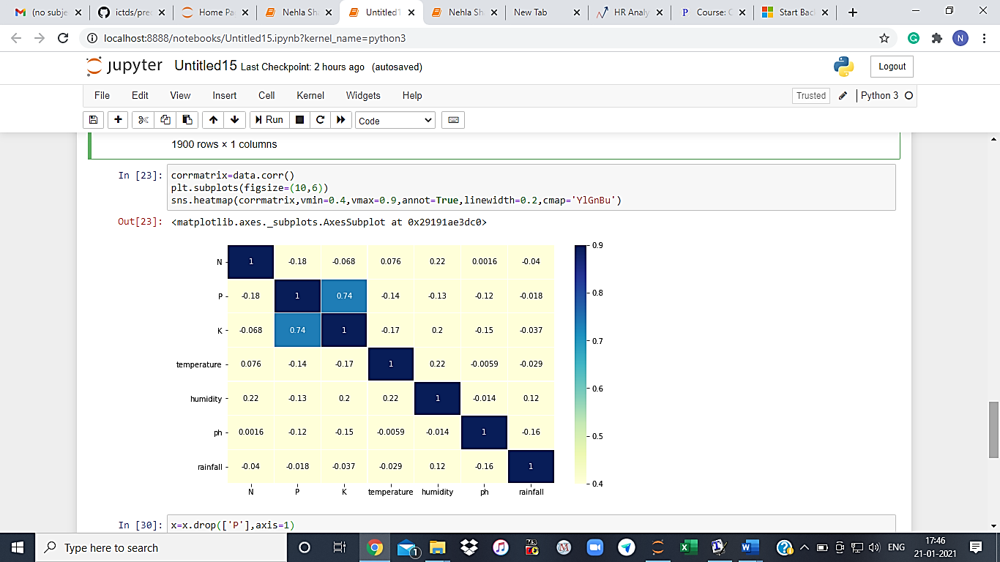 (no subje
ictds/pred
Home Pa
Nehla Sha
Untitled1
Nehla Sha
New Tab
HR Analy
Course: C
Start Back
localhost:8888/notebooks/Untitled15.ipynb?kernel_name=python3
N
jupyter Untitled15 Last Checkpoint: 2 hours ago (autosaved)
Logout
File Edit View Insert Cell Kernel Widgets Help
Trusted Python 3
Run Code
1900 rows × 1 columns
In [23]: corrmatrix=data.corr()
plt.subplots(figsize=(10,6))
sns.heatmap(corrmatrix,vmin=0.4,vmax=0.9,annot=True,linewidth=0.2,cmap='YlGnBu')
Out[23]: <matplotlib.axes._subplots.AxesSubplot at 0x29191ae3dc0>
0.9
N 1 -0.18 -0.068 0.076 0.22 0.0016 -0.04
0.8
P -0.18 1 0.74 -0.14 -0.13 -0.12 -0.018
K -0.068 0.74 1 -0.17 0.2 -0.15 -0.037
0.7
temperature 0.076 -0.14 -0.17 1 0.22 -0.0059 -0.029
0.6
humidity 0.22 -0.13 0.2 0.22 1 -0.014 0.12
ph 0.0016 -0.12 -0.15 -0.0059 -0.014 1 -0.16
0.5
rainfall -0.04 -0.018 -0.037 -0.029 0.12 -0.16 1
0.4
N P K temperature humidity ph rainfall
In [30]: x=x.drop(['P'],axis=1)
Type here to search
1
ENG
17:46
21-01-2021